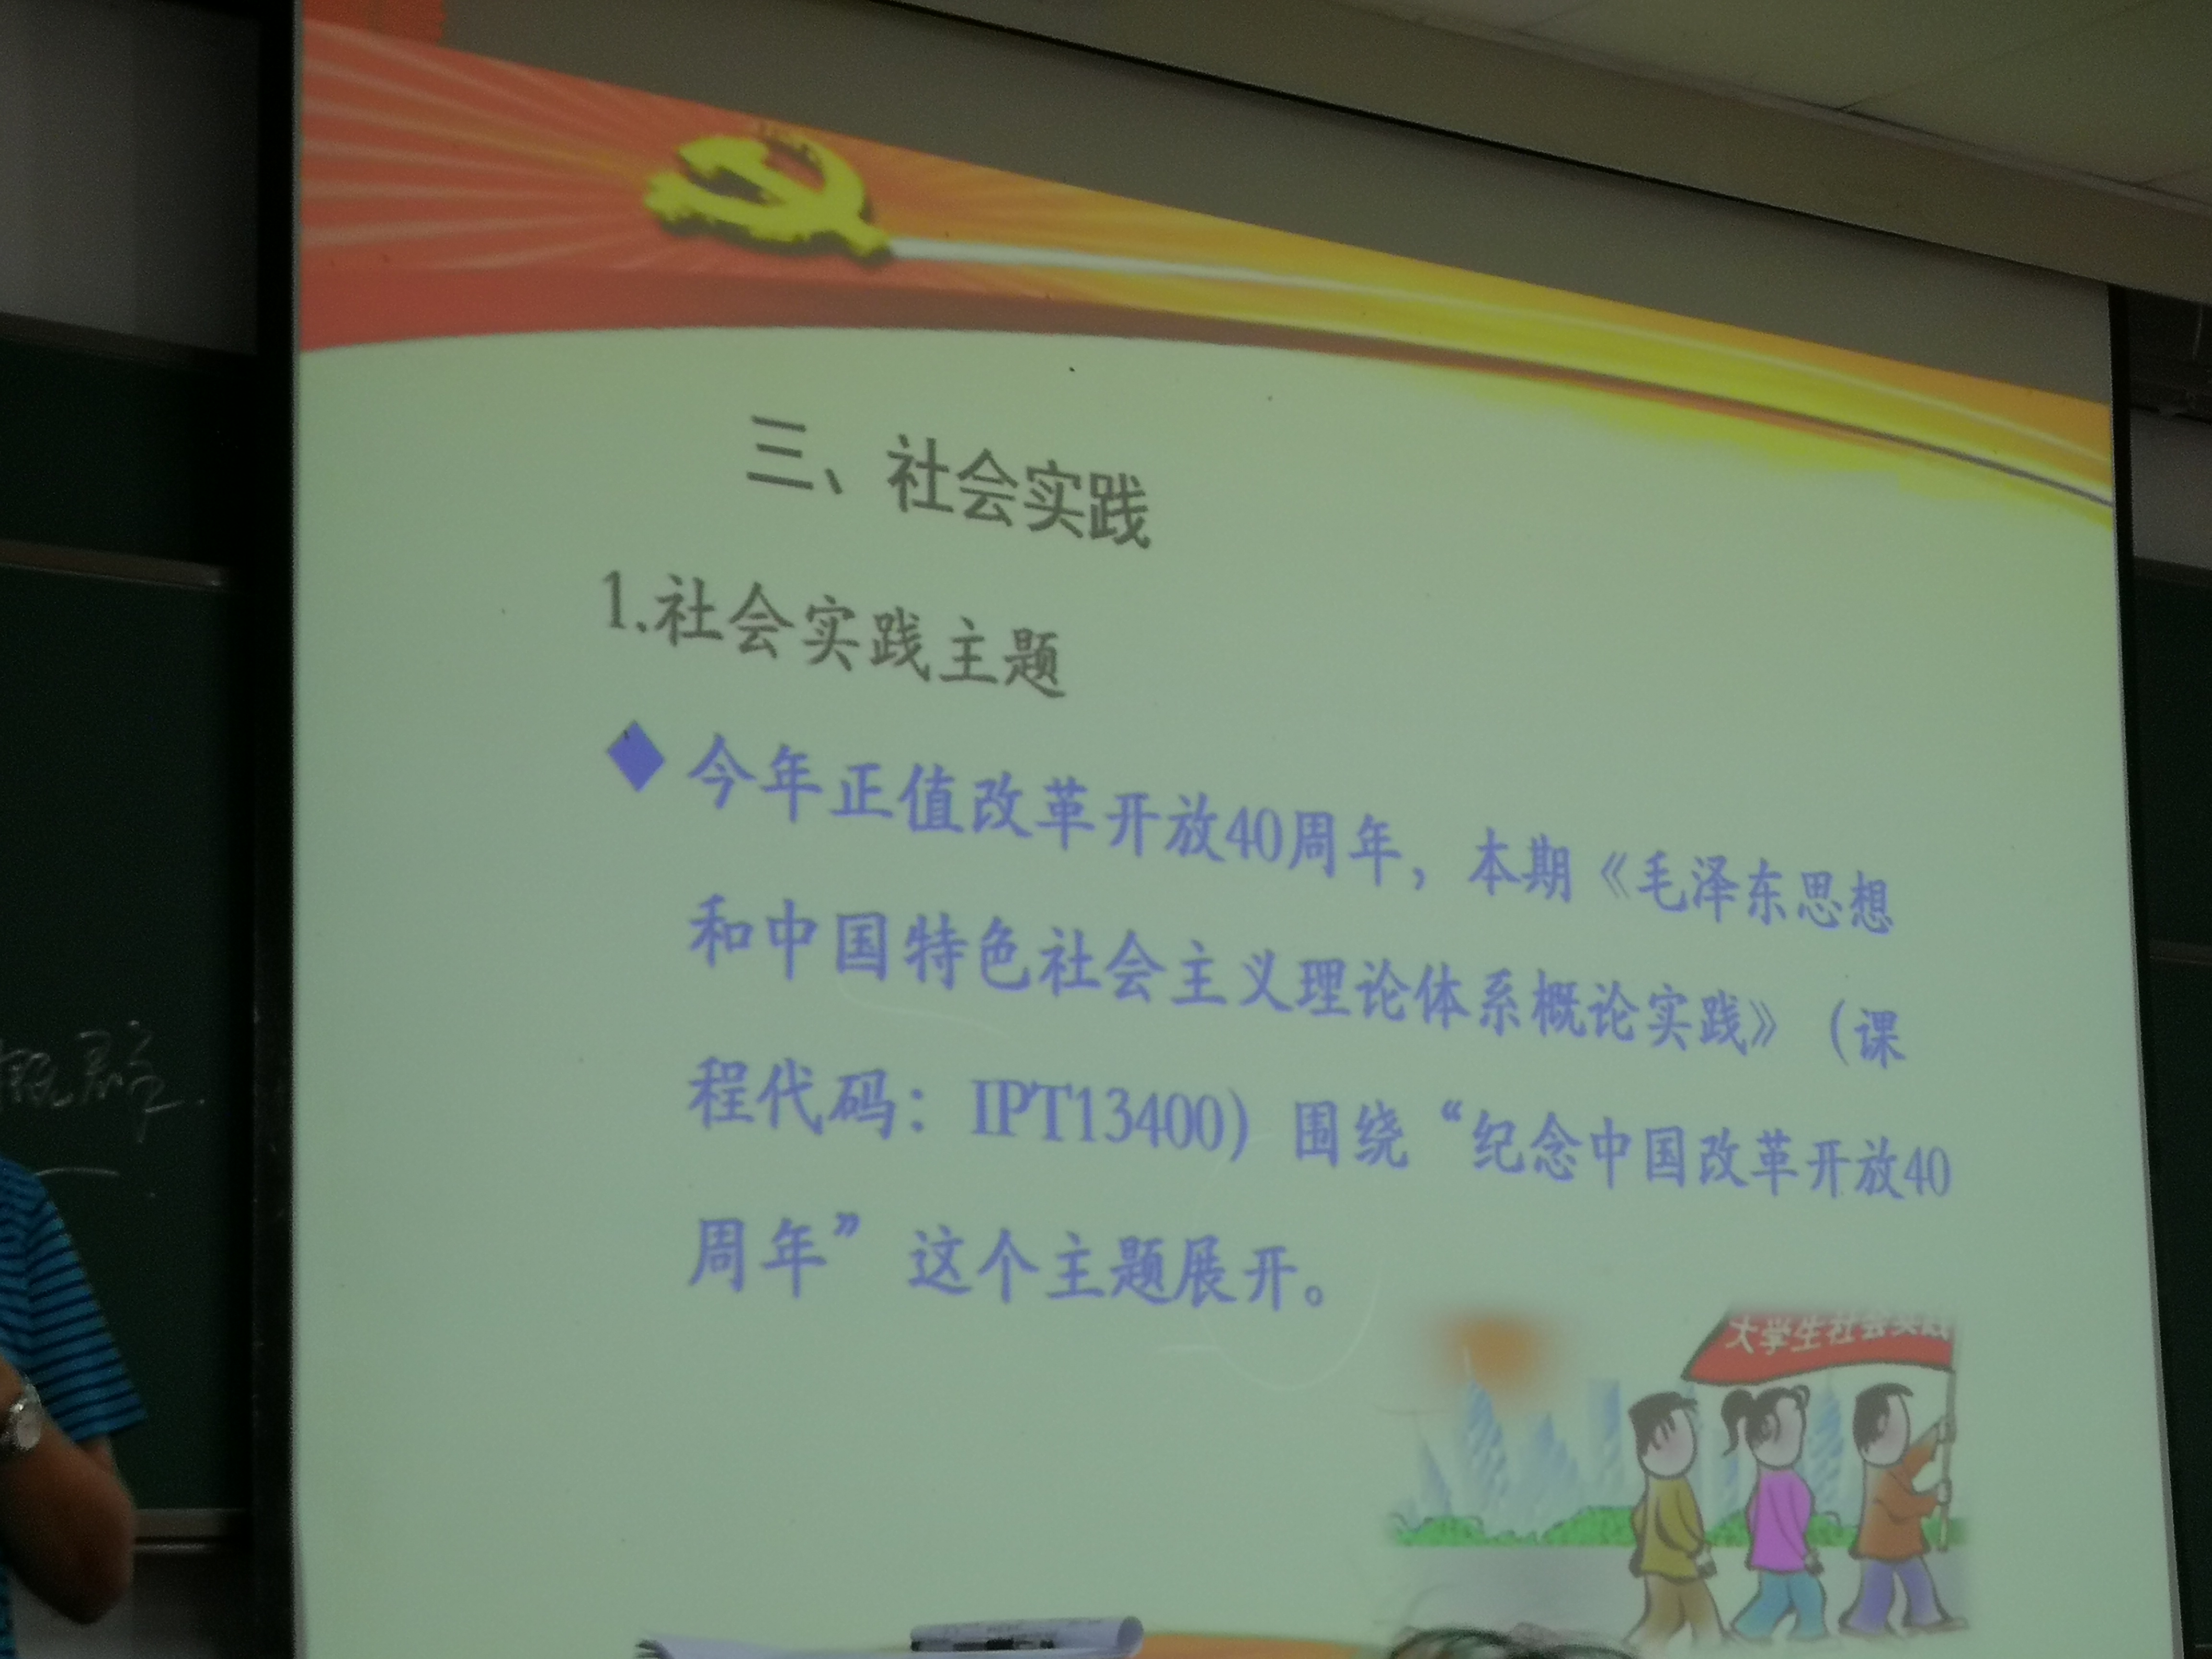 三、社会实践
1.社会实践主题
今年正值改革开放40周年，本期《毛泽东思想
和中国特色社会主义理论体系概论实践》（课
程代码：IPT13400）围绕“纪念中国改革开放40
周年”这个主题展开。
大学生社会实践